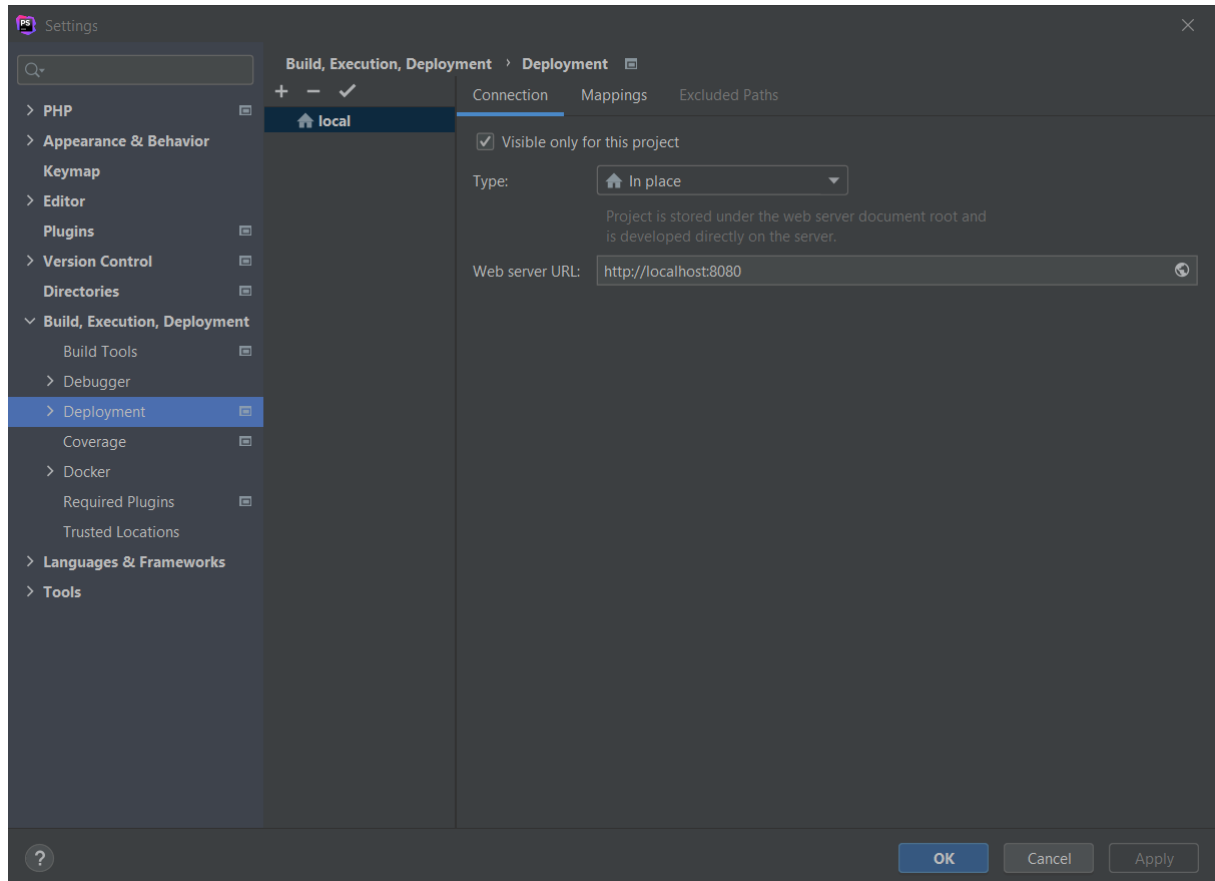 PS
Settings
PHP
Appearance & Behavior
Keymap
Editor
Plugins
Version Control
Directories
Build, Execution, Deployment
Build Tools
Debugger
Deployment
Coverage
Docker
Required Plugins
Trusted Locations
Languages & Frameworks
Tools
Build, Execution, Deployment › Deployment
local
Connection Mappings Excluded Paths
Visible only for this project
Type: In place
Project is stored under the web server document root and
is developed directly on the server.
Web server URL: http://localhost:8080
?
OK Cancel Apply